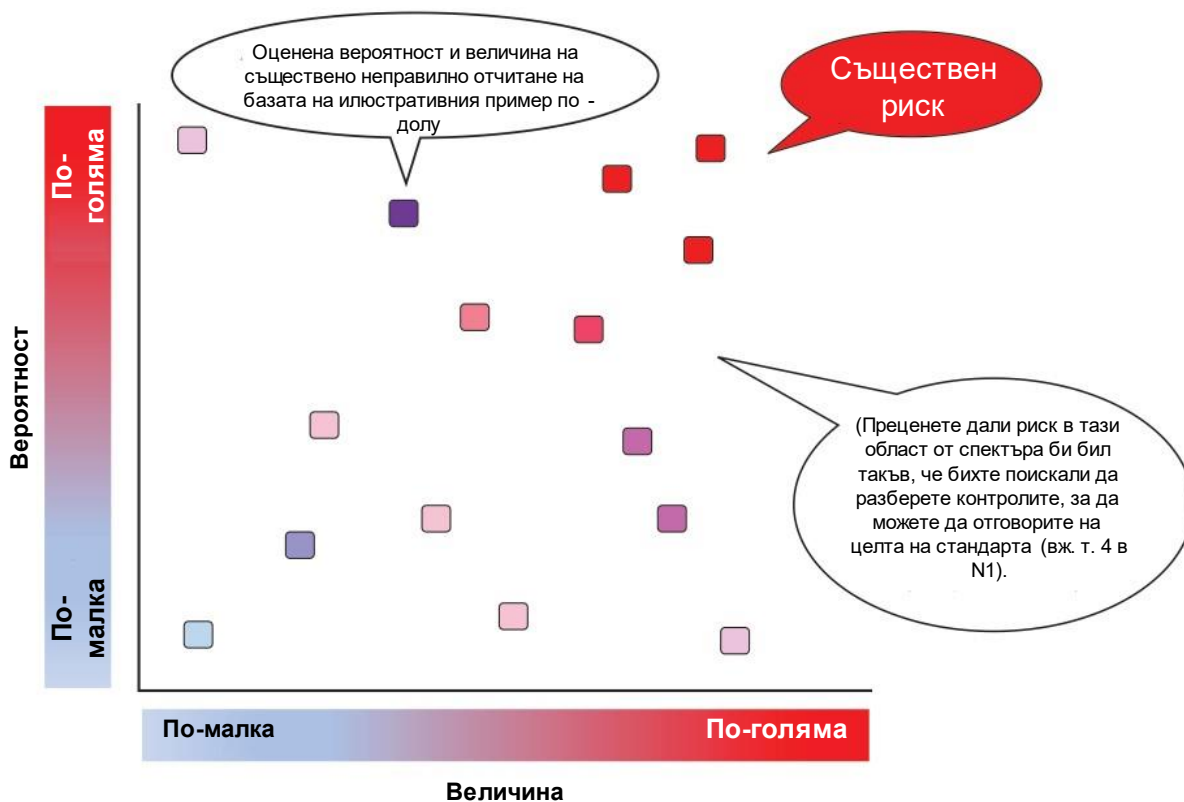 Оценена вероятност и величина на
съществено неправилно отчитане на
базата на илюстративния пример по -
долу
Съществен
риск
По-
голяма
Вероятност
(Преценете дали риск в тази
област от спектъра би бил
такъв, че бихте поискали да
разберете контролите, за да
можете да отговорите на
целта на стандарта (вж. т. 4 в
N1).
По-
малка
По-малка
По-голяма
Величина